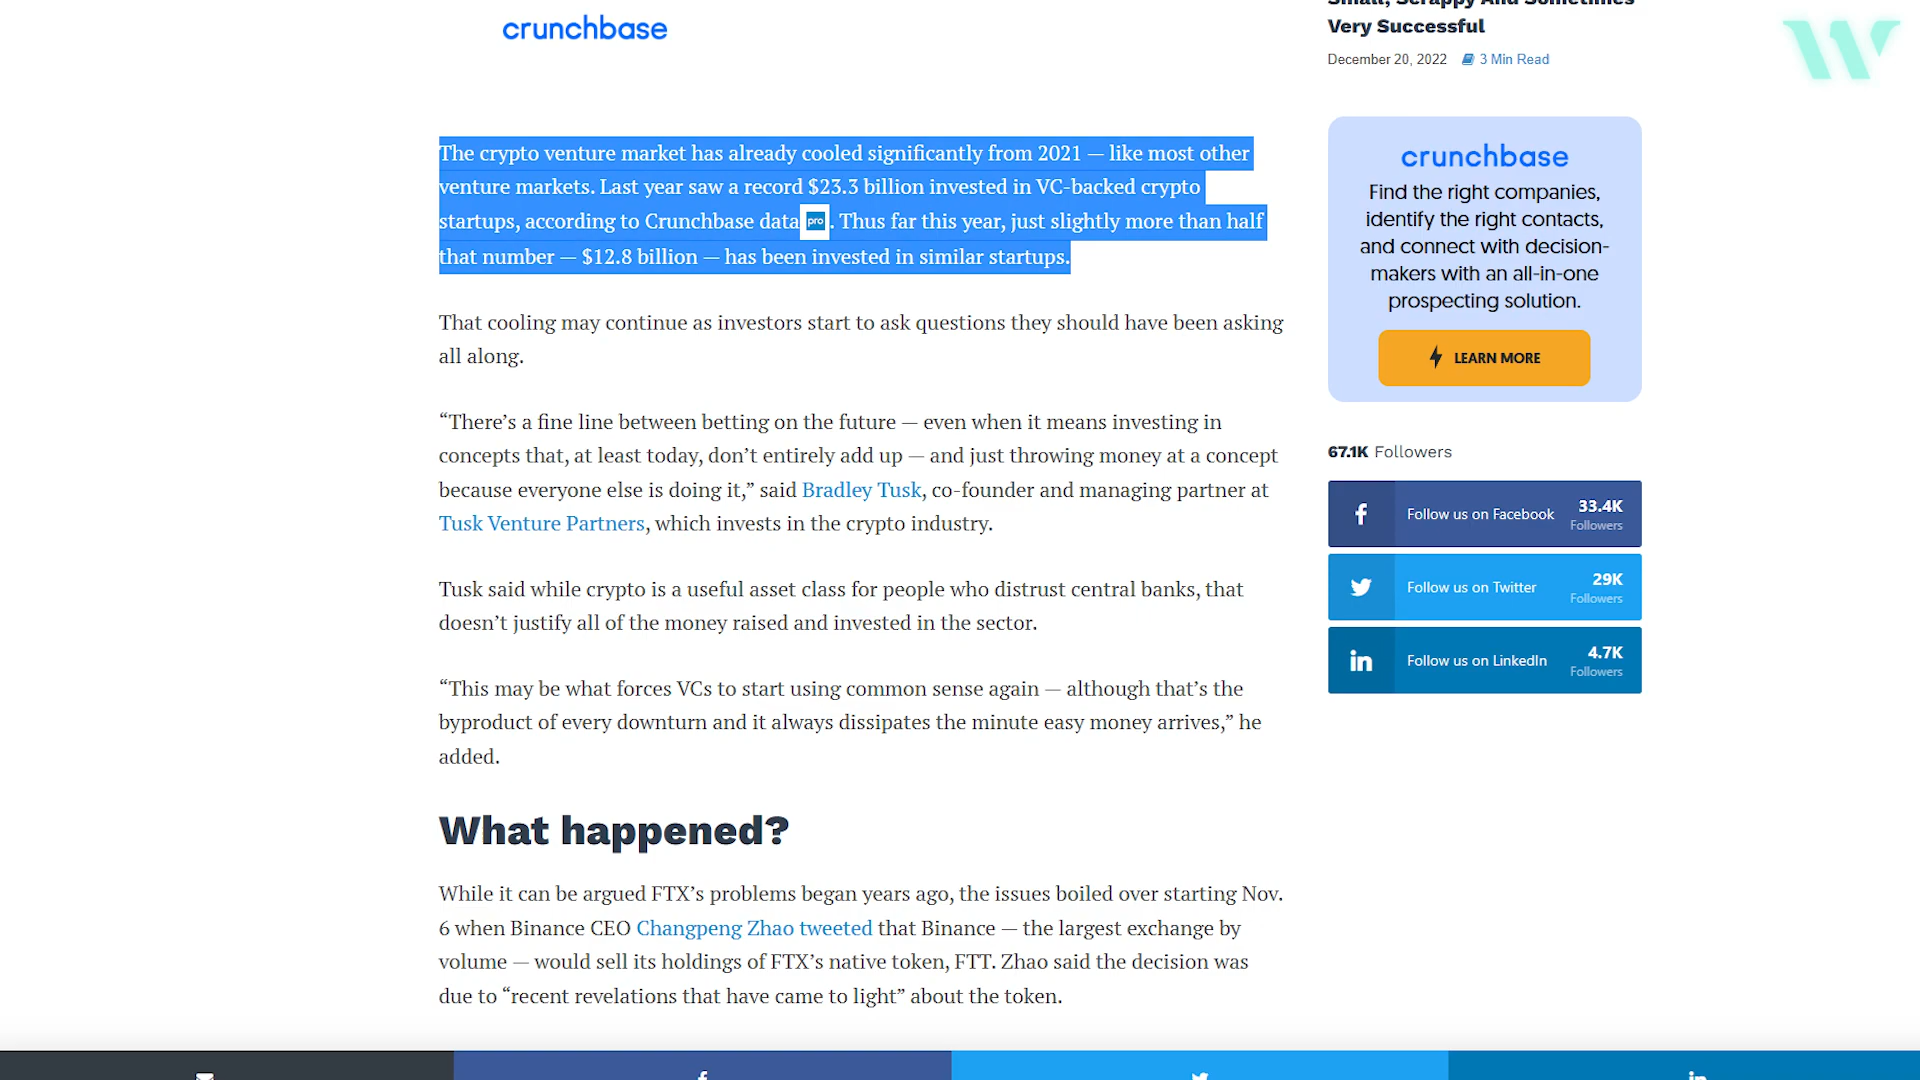 crunchbase
The crypto venture market has already cooled significantly from 2021 — like most other
venture markets. Last year saw a record $23.3 billion invested in VC-backed crypto
startups, according to Crunchbase data pro. Thus far this year, just slightly more than half
that number — $12.8 billion — has been invested in similar startups.
That cooling may continue as investors start to ask questions they should have been asking
all along.
“There’s a fine line between betting on the future — even when it means investing in
concepts that, at least today, don’t entirely add up — and just throwing money at a concept
because everyone else is doing it,” said Bradley Tusk, co-founder and managing partner at
Tusk Venture Partners, which invests in the crypto industry.
Tusk said while crypto is a useful asset class for people who distrust central banks, that
doesn’t justify all of the money raised and invested in the sector.
“This may be what forces VCs to start using common sense again — although that’s the
byproduct of every downturn and it always dissipates the minute easy money arrives,” he
added.
What happened?
While it can be argued FTX’s problems began years ago, the issues boiled over starting Nov.
6 when Binance CEO Changpeng Zhao tweeted that Binance — the largest exchange by
volume — would sell its holdings of FTX’s native token, FTT. Zhao said the decision was
due to “recent revelations that have came to light” about the token.
Small, Scrappy And Sometimes
Very Successful
December 20, 2022 3 Min Read
W
crunchbase
Find the right companies,
identify the right contacts,
and connect with decision-
makers with an all-in-one
prospecting solution.
LEARN MORE
67.1K Followers
Follow us on Facebook 33.4K
Followers
Follow us on Twitter 29K
Followers
Follow us on LinkedIn 4.7K
Followers